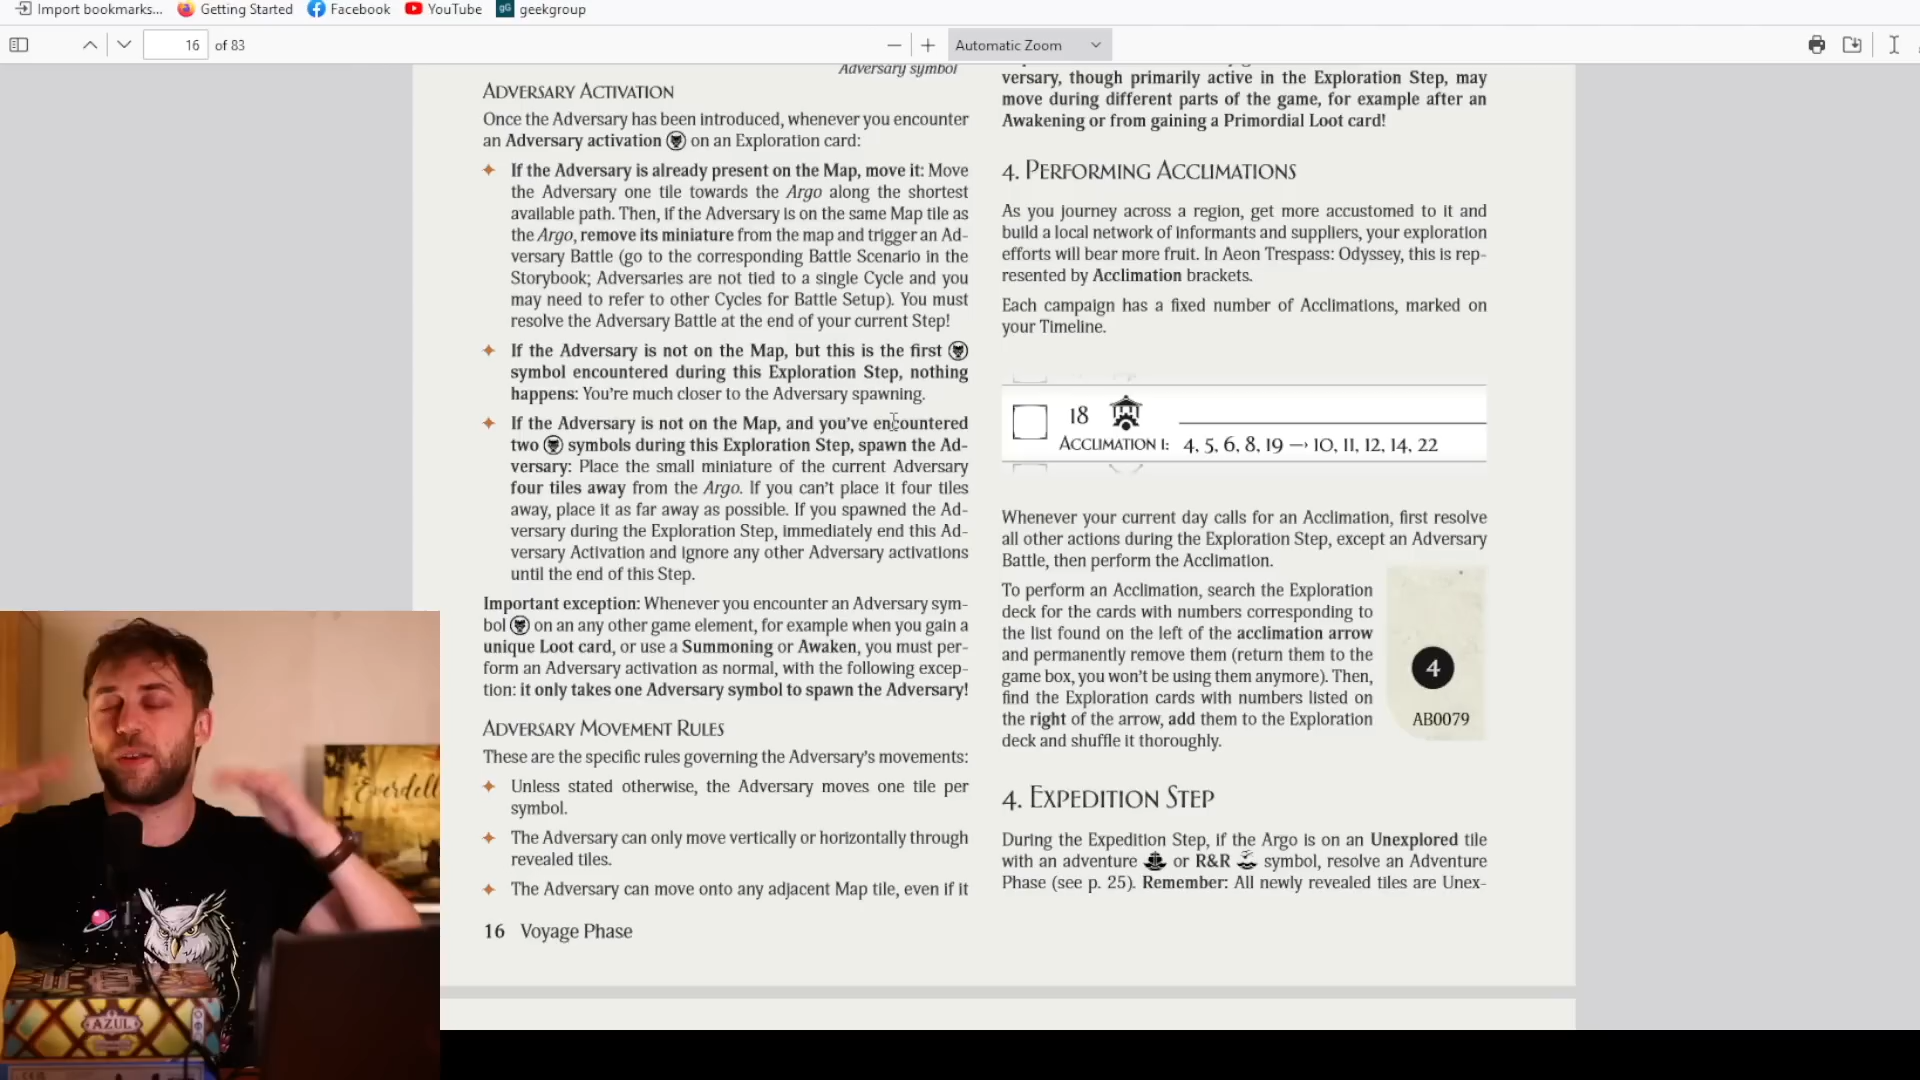 Import bookmarks...
Getting Started
Facebook
YouTube
gG geekgroup
16 of 83
Automatic Zoom
Adversary symbol
ADVERSARY ACTIVATION
Once the Adversary has been introduced, whenever you encounter
an Adversary activation on an Exploration card:
If the Adversary is already present on the Map, move it: Move
the Adversary one tile towards the Argo along the shortest
available path. Then, if the Adversary is on the same Map tile as
the Argo, remove its miniature from the map and trigger an Ad-
versary Battle (go to the corresponding Battle Scenario in the
Storybook; Adversaries are not tied to a single Cycle and you
may need to refer to other Cycles for Battle Setup). You must
resolve the Adversary Battle at the end of your current Step!
If the Adversary is not on the Map, but this is the first
symbol encountered during this Exploration Step, nothing
happens: You're much closer to the Adversary spawning.
If the Adversary is not on the Map, and you've encountered
two symbols during this Exploration Step, spawn the Ad-
versary: Place the small miniature of the current Adversary
four tiles away from the Argo. If you can't place it four tiles
away, place it as far away as possible. If you spawned the Ad-
versary during the Exploration Step, immediately end this Ad-
versary Activation and ignore any other Adversary activations
until the end of this Step.
Important exception: Whenever you encounter an Adversary sym-
bol on an any other game element, for example when you gain a
unique Loot card, or use a Summoning or Awaken, you must per-
form an Adversary activation as normal, with the following excep-
tion: it only takes one Adversary symbol to spawn the Adversary!
ADVERSARY MOVEMENT RULES
These are the specific rules governing the Adversary's movements:
Unless stated otherwise, the Adversary moves one tile per
symbol.
The Adversary can only move vertically or horizontally through
revealed tiles.
The Adversary can move onto any adjacent Map tile, even if it
16 Voyage Phase
versary, though primarily active in the Exploration Step, may
move during different parts of the game, for example after an
Awakening or from gaining a Primordial Loot card!
4. PERFORMING ACCLIMATIONS
As you journey across a region, get more accustomed to it and
build a local network of informants and suppliers, your exploration
efforts will bear more fruit. In Aeon Trespass: Odyssey, this is rep-
resented by Acclimation brackets.
Each campaign has a fixed number of Acclimations, marked on
your Timeline.
18
ACCLIMATION I: 4, 5, 6, 8, 19 → 10, 11, 12, 14, 22
Whenever your current day calls for an Acclimation, first resolve
all other actions during the Exploration Step, except an Adversary
Battle, then perform the Acclimation.
To perform an Acclimation, search the Exploration
deck for the cards with numbers corresponding to
the list found on the left of the acclimation arrow
and permanently remove them (return them to the
game box, you won't be using them anymore). Then,
find the Exploration cards with numbers listed on
the right of the arrow, add them to the Exploration
deck and shuffle it thoroughly.
4
AB0079
4. EXPEDITION STEP
During the Expedition Step, if the Argo is on an Unexplored tile
with an adventure or R&R symbol, resolve an Adventure
Phase (see p. 25). Remember: All newly revealed tiles are Unex-
Everdell
AZUL